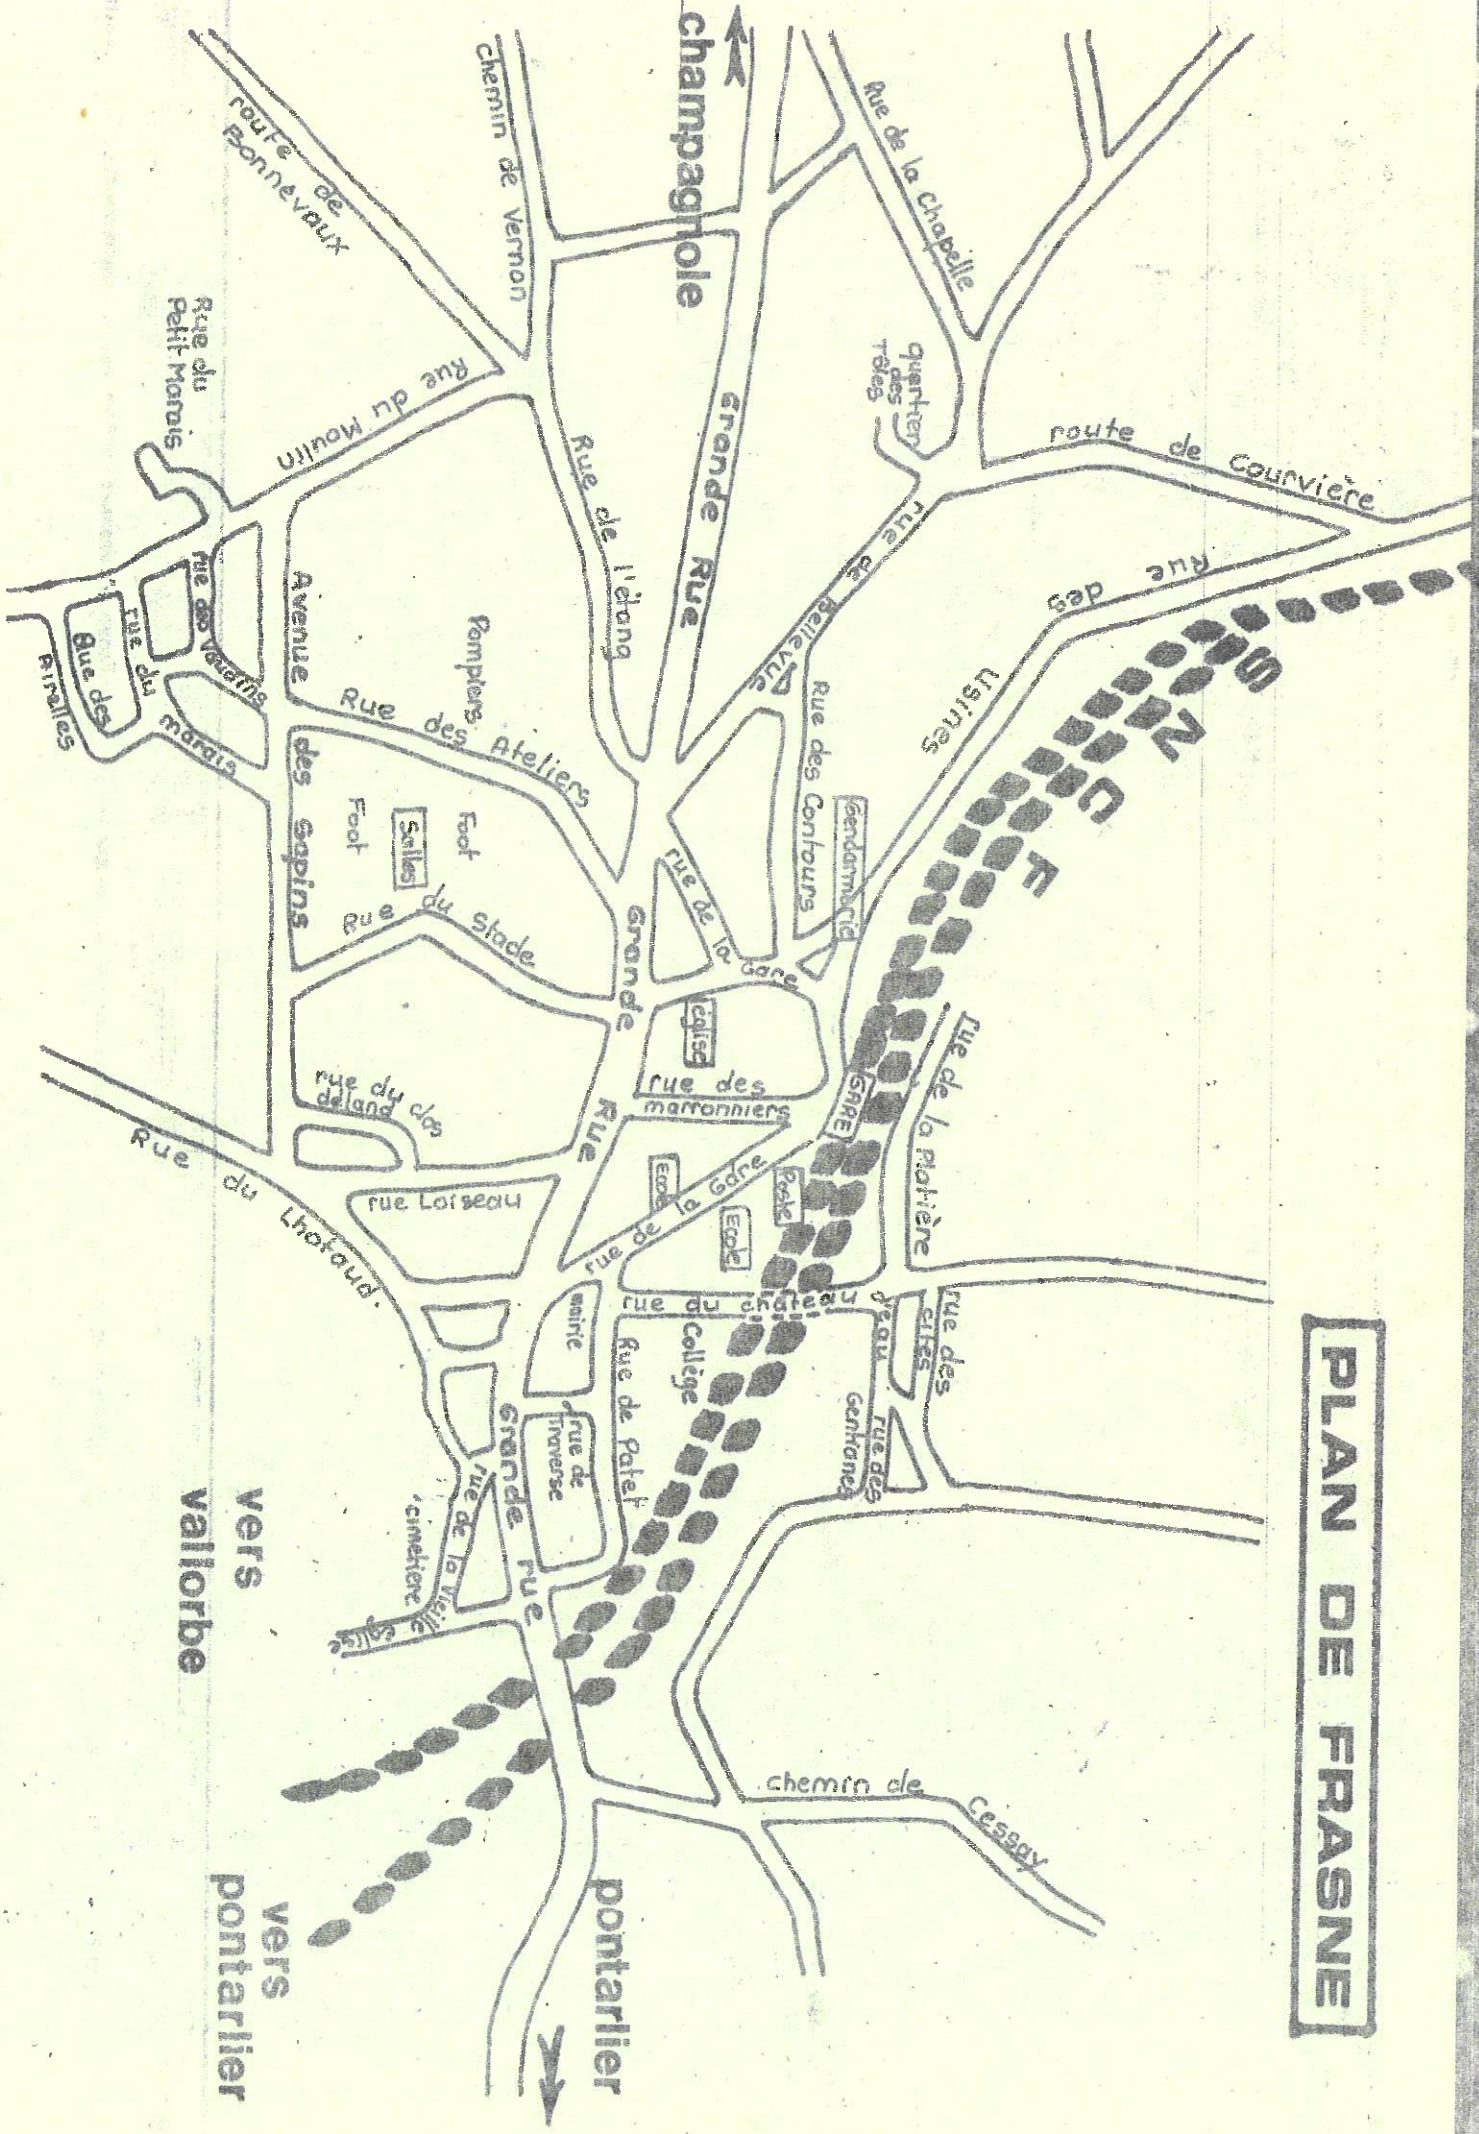 PLAN DE FRASNE
S N C F
champagnole
pontarlier
vers
vallorbe
vers
pontarlier
route de
Bonnevaux
chemin de Vernon
Rue de la Chapelle
quartier
des
Tôles
route de Courvière
Rue des Usines
Grande Rue
Rue de l'étang
rue de Bellevue
Rue des Contours
Gendarmerie
Rue du Moulin
Rue du
Petit Marais
rue des Vaudins
rue du
marais
Rue des
Airelles
Avenue des Sapins
Pompiers
Rue des Ateliers
Foot
Salles
Foot
Rue du Stade
rue de la Gare
Grande Rue
église
rue des
marronniers
GARE
rue de la Platière
rue du clos
deland
rue Loiseau
Rue du Lhotaud.
Ecole
rue de la Gare
Ecole
Poste
rue du château d'eau
rue des
cités
rue des
Gentianes
Collège
mairie
Rue de Patet
rue de
Traverse
Grande rue
rue de la vieille église
cimetière
chemin de Cessay